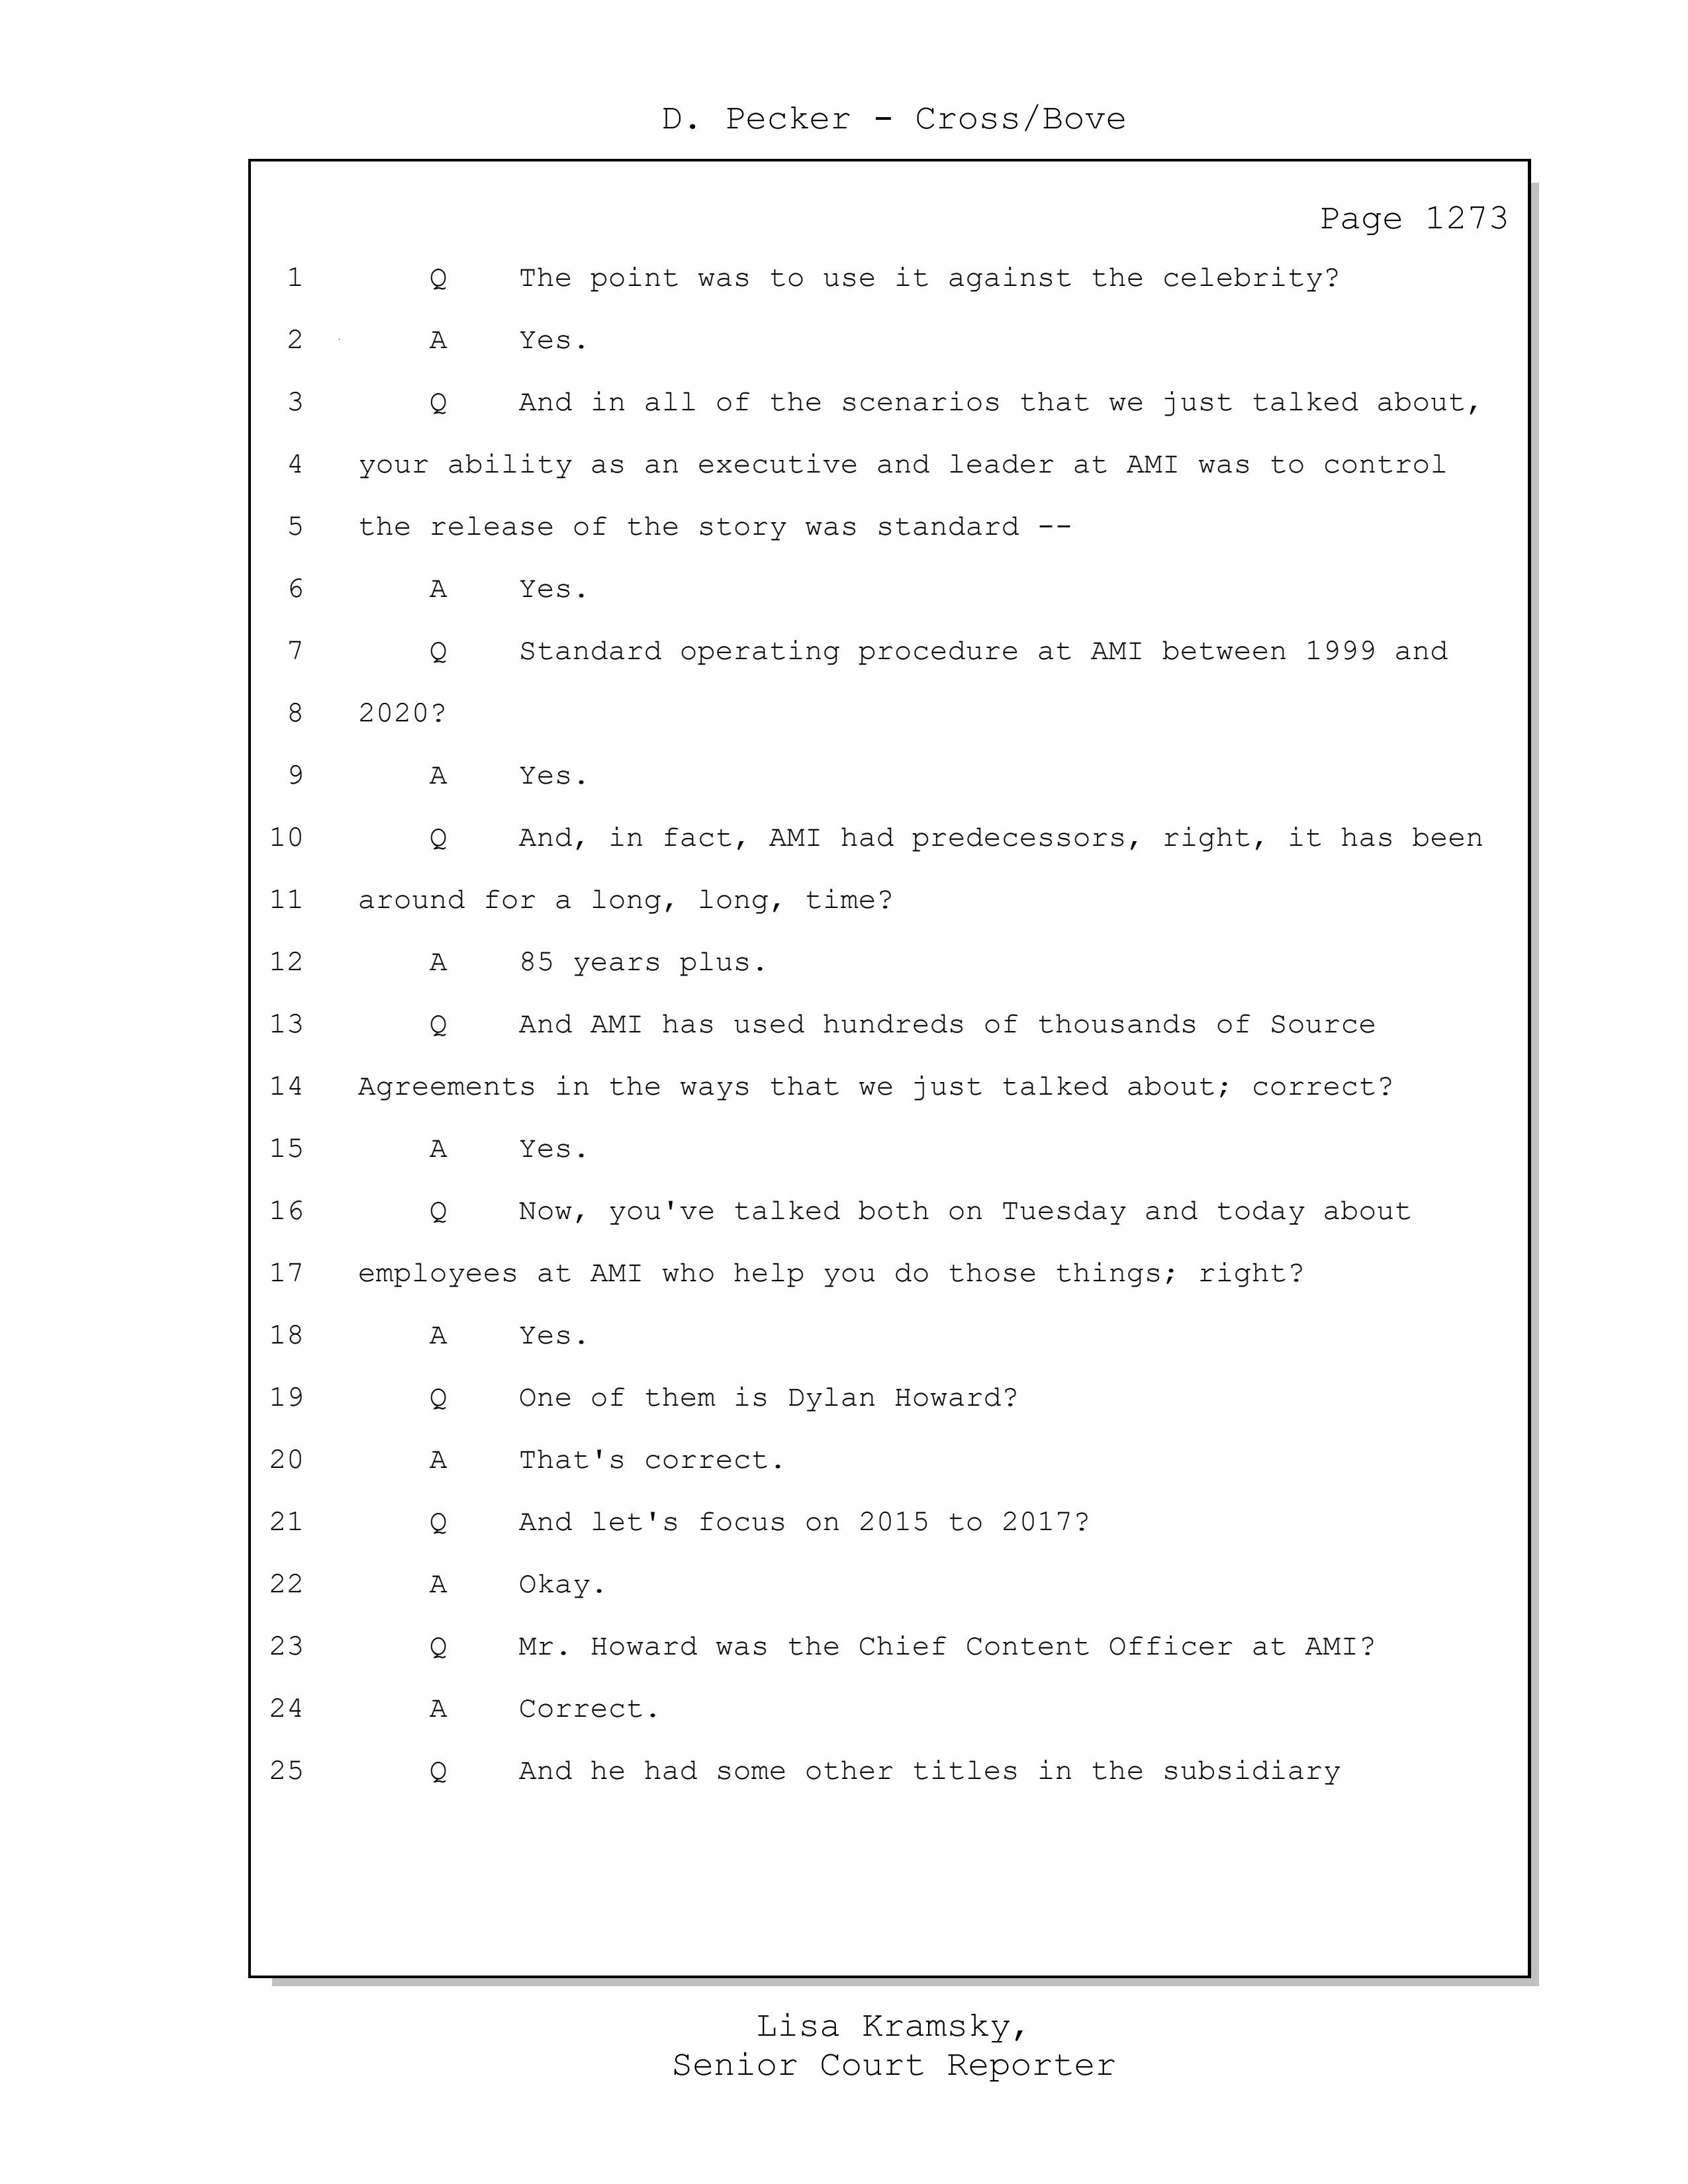 D. Pecker - Cross/Bove
Page 1273
1 Q The point was to use it against the celebrity?
2 A Yes.
3 Q And in all of the scenarios that we just talked about,
4 your ability as an executive and leader at AMI was to control
5 the release of the story was standard --
6 A Yes.
7 Q Standard operating procedure at AMI between 1999 and
8 2020?
9 A Yes.
10 Q And, in fact, AMI had predecessors, right, it has been
11 around for a long, long, time?
12 A 85 years plus.
13 Q And AMI has used hundreds of thousands of Source
14 Agreements in the ways that we just talked about; correct?
15 A Yes.
16 Q Now, you've talked both on Tuesday and today about
17 employees at AMI who help you do those things; right?
18 A Yes.
19 Q One of them is Dylan Howard?
20 A That's correct.
21 Q And let's focus on 2015 to 2017?
22 A Okay.
23 Q Mr. Howard was the Chief Content Officer at AMI?
24 A Correct.
25 Q And he had some other titles in the subsidiary
Lisa Kramsky,
Senior Court Reporter